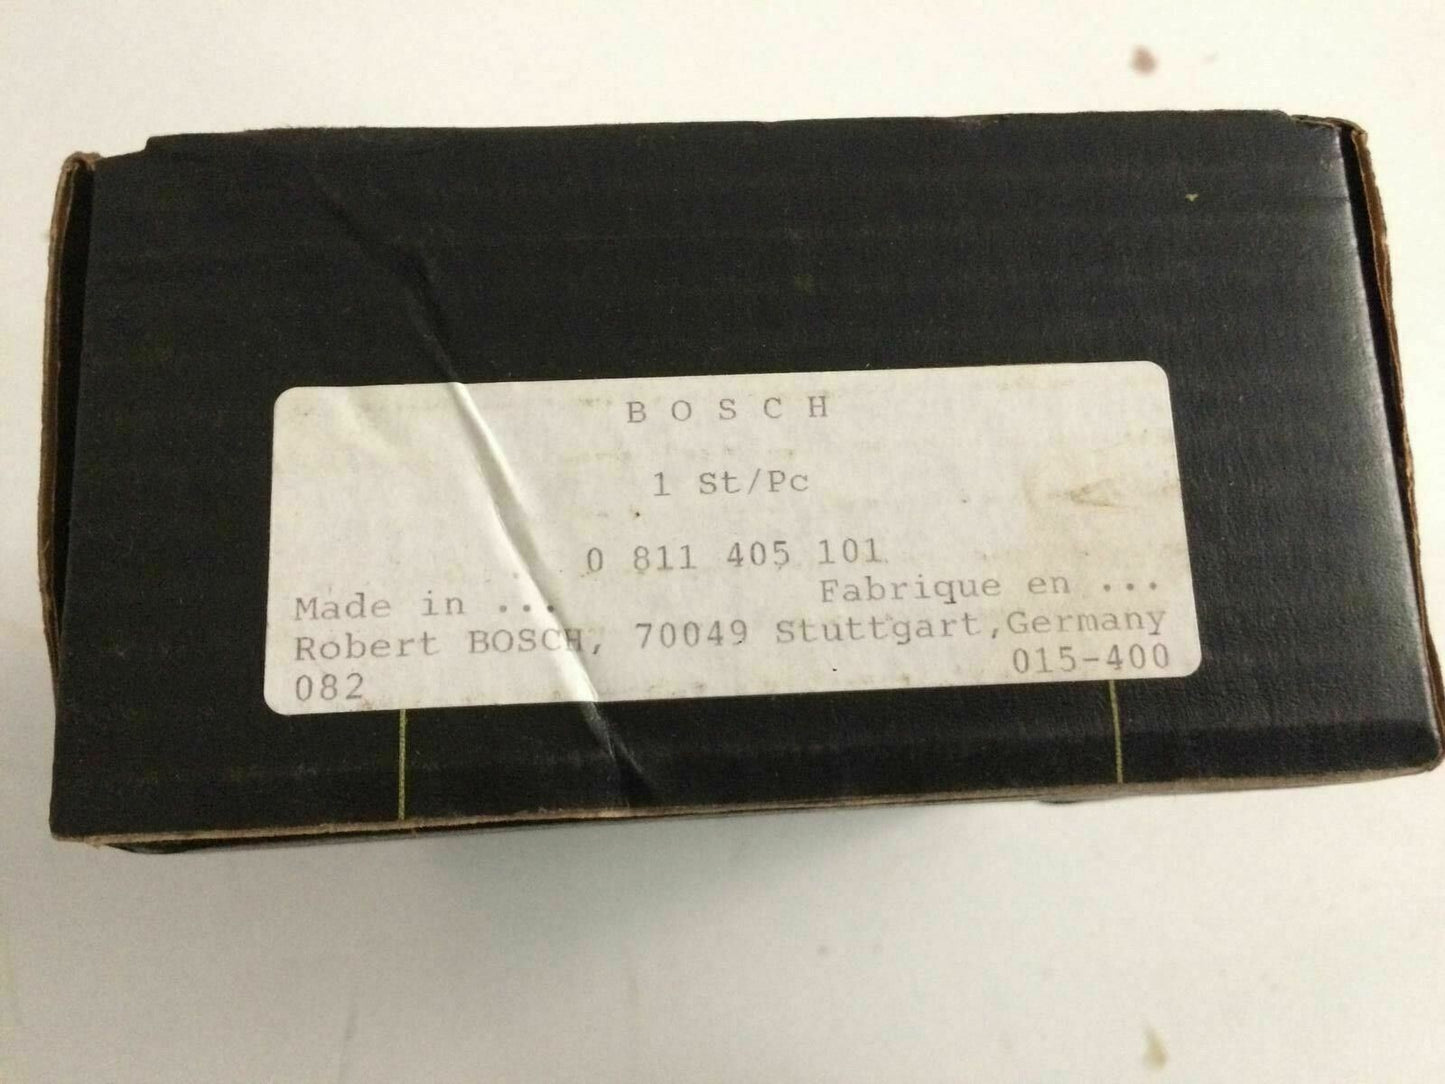 B O S C H
1 St/Pc
0 811 405 101
Made in ... Fabrique en ...
Robert BOSCH, 70049 Stuttgart,Germany
082 015-400